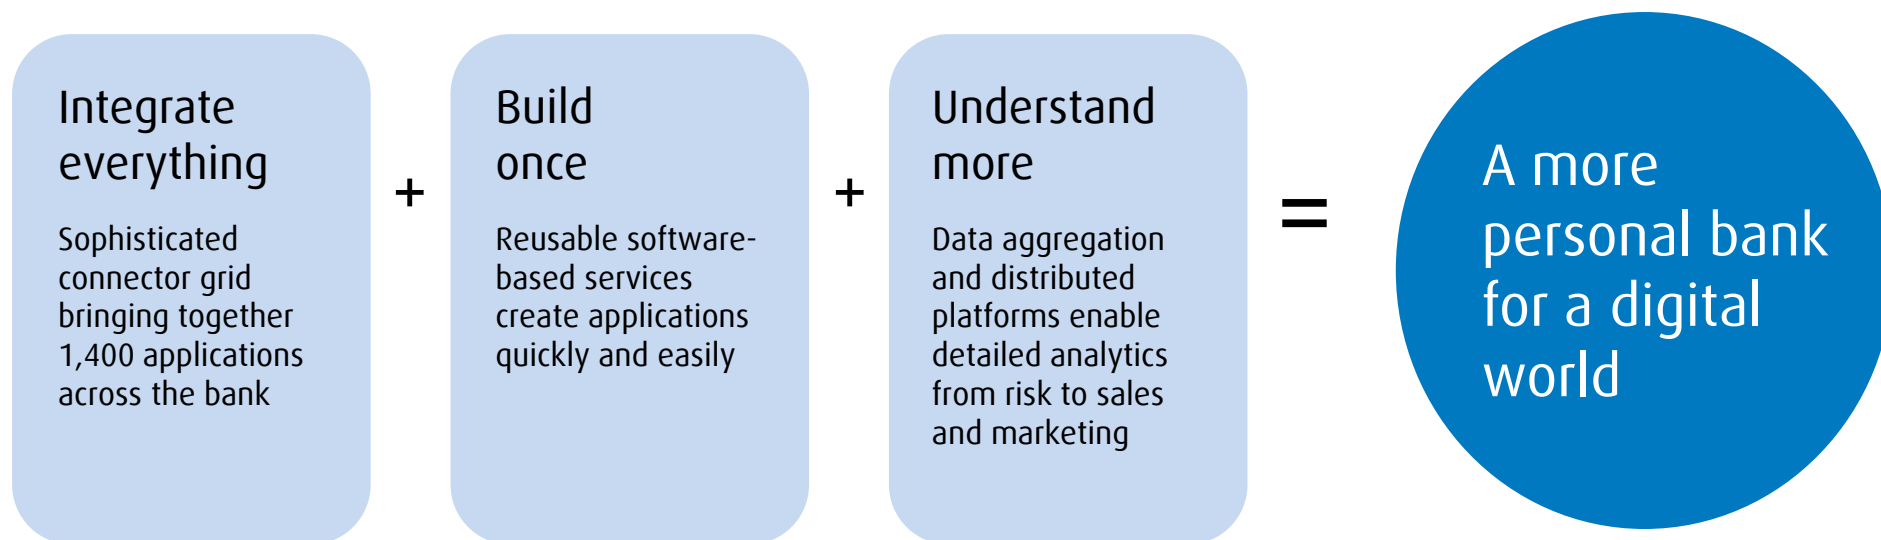 Integrate
everything
Sophisticated
connector grid
bringing together
1,400 applications
across the bank
+
Build
once
Reusable software-
based services
create applications
quickly and easily
+
Understand
more
Data aggregation
and distributed
platforms enable
detailed analytics
from risk to sales
and marketing
=
A more
personal bank
for a digital
world